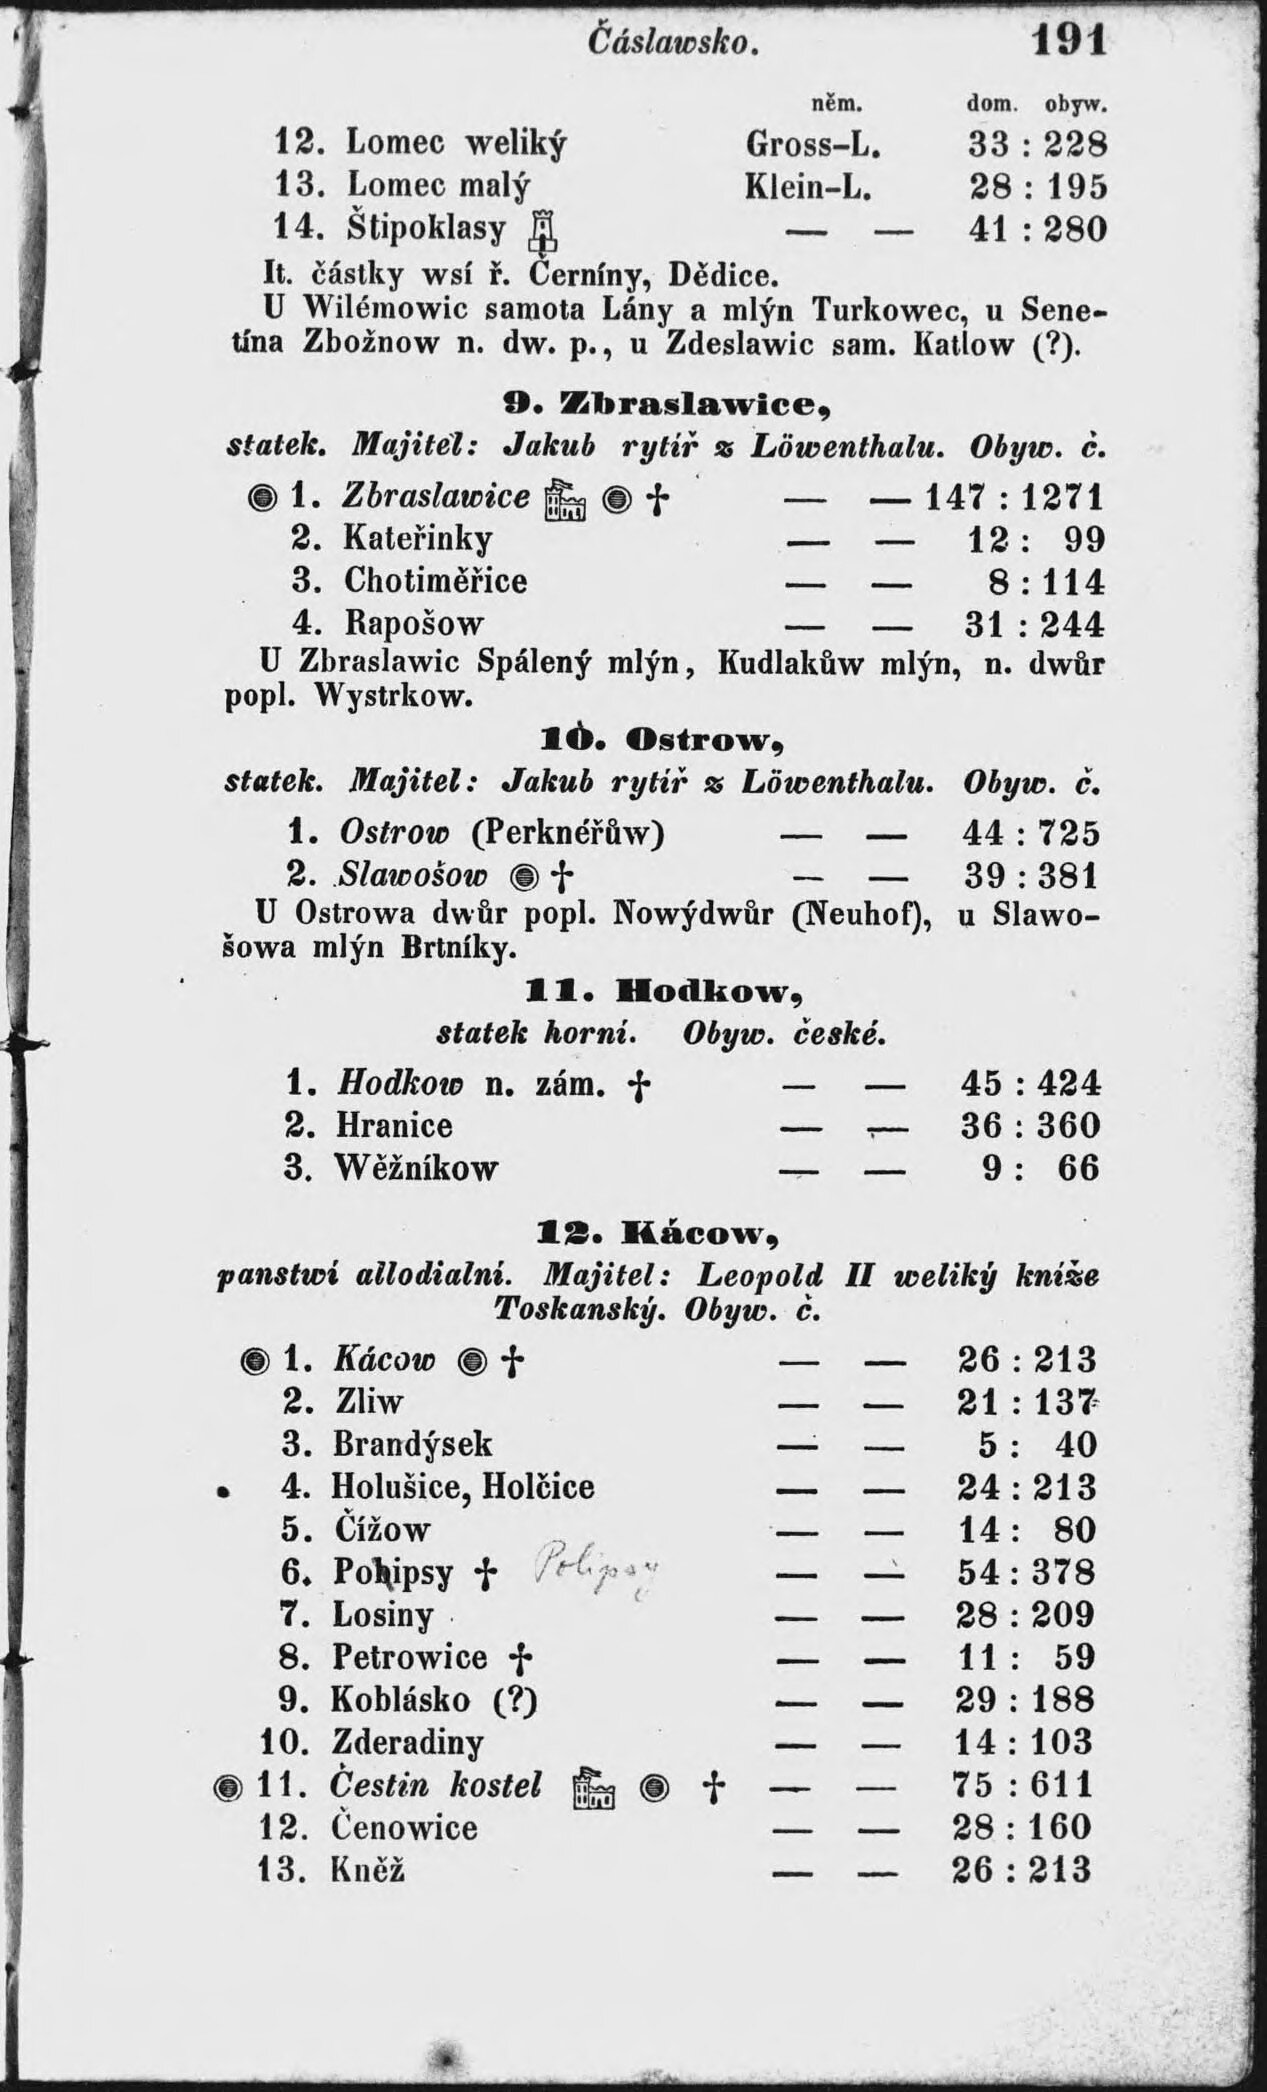 Čáslawsko. 191
něm. dom. obyw.
12. Lomec weliký Gross-L. 33 : 228
13. Lomec malý Klein-L. 28 : 195
14. Štipoklasy — — 41 : 280
It. částky wsí ř. Černíny, Dědice.
U Wilémowic samota Lány a mlýn Turkowec, u Sene-
tína Zbožnow n. dw. p., u Zdeslawic sam. Katlow (?).
9. Zbraslawice,
statek. Majitel: Jakub rytíř z Löwenthalu. Obyw. č.
1. Zbraslawice † — — 147 : 1271
2. Kateřinky — — 12 : 99
3. Chotiměřice — — 8 : 114
4. Rapošow — — 31 : 244
U Zbraslawic Spálený mlýn, Kudlakůw mlýn, n. dwůr
popl. Wystrkow.
10. Ostrow,
statek. Majitel: Jakub rytíř z Löwenthalu. Obyw. č.
1. Ostrow (Perknéřůw) — — 44 : 725
2. Slawošow † — — 39 : 381
U Ostrowa dwůr popl. Nowýdwůr (Neuhof), u Slawo-
šowa mlýn Brtníky.
11. Hodkow,
statek horní. Obyw. české.
1. Hodkow n. zám. † — — 45 : 424
2. Hranice — — 36 : 360
3. Wěžníkow — — 9 : 66
12. Kácow,
panstwí allodialní. Majitel: Leopold II weliký kníže
Toskanský. Obyw. č.
1. Kácow † — — 26 : 213
2. Zliw — — 21 : 137
3. Brandýsek — — 5 : 40
4. Holušice, Holčice — — 24 : 213
5. Čížow — — 14 : 80
6. Pohipsy † Polipsy — — 54 : 378
7. Losiny — — 28 : 209
8. Petrowice † — — 11 : 59
9. Koblásko (?) — — 29 : 188
10. Zderadiny — — 14 : 103
11. Čestin kostel † — — 75 : 611
12. Čenowice — — 28 : 160
13. Kněž — — 26 : 213